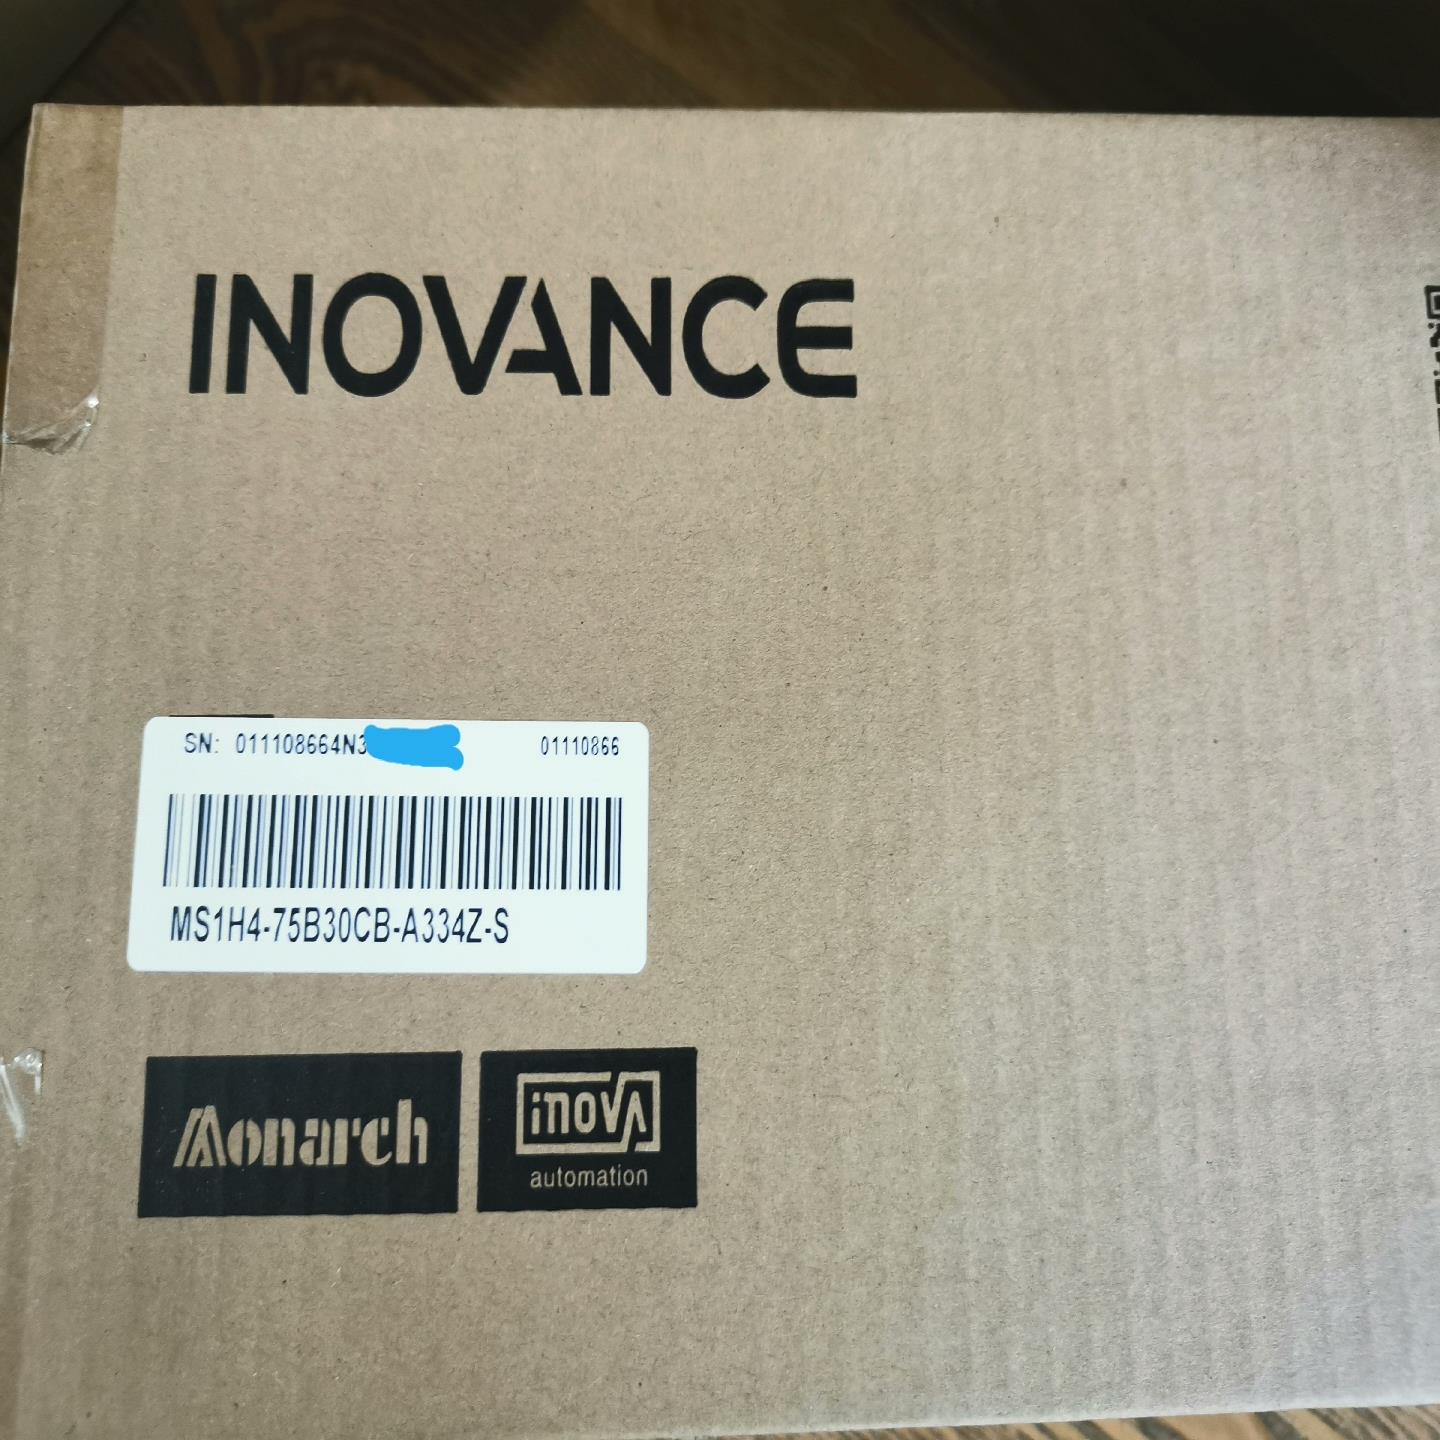 INOVANCE
SN: 011108664N3 01110866
MS1H4-75B30CB-A334Z-S
Monarch
inovA
automation